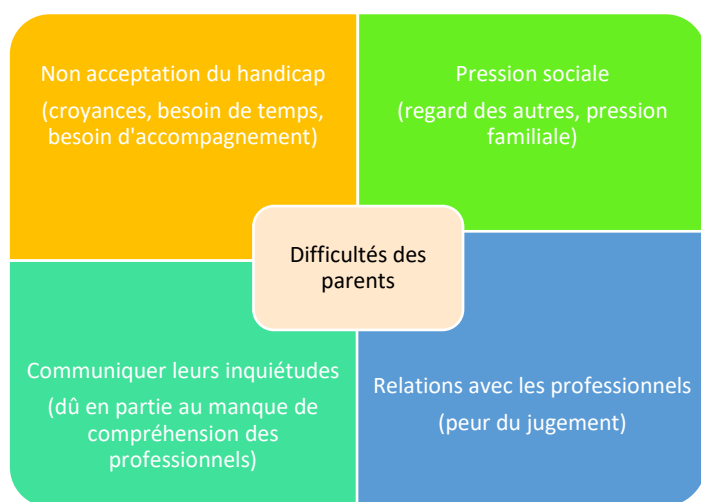 Non acceptation du handicap
(croyances, besoin de temps,
besoin d'accompagnement)
Pression sociale
(regard des autres, pression
familiale)
Difficultés des
parents
Communiquer leurs inquiétudes
(dû en partie au manque de
compréhension des
professionnels)
Relations avec les professionnels
(peur du jugement)